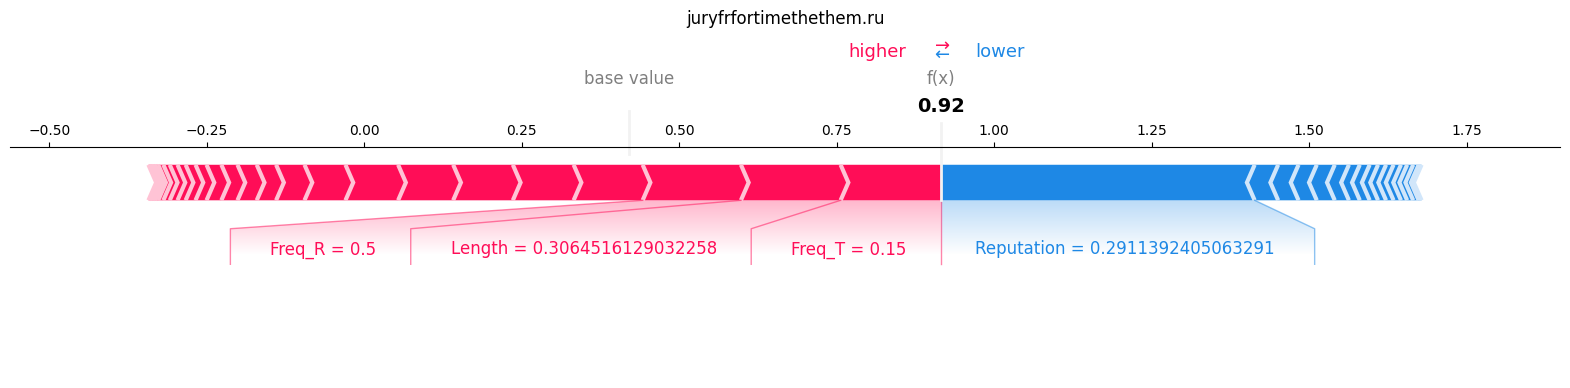 juryfrfortimethethem.ru
higher → ← lower
base value f(x)
0.92
−0.50 −0.25 0.00 0.25 0.50 0.75 1.00 1.25 1.50 1.75
Freq_R = 0.5 Length = 0.3064516129032258 Freq_T = 0.15 Reputation = 0.2911392405063291